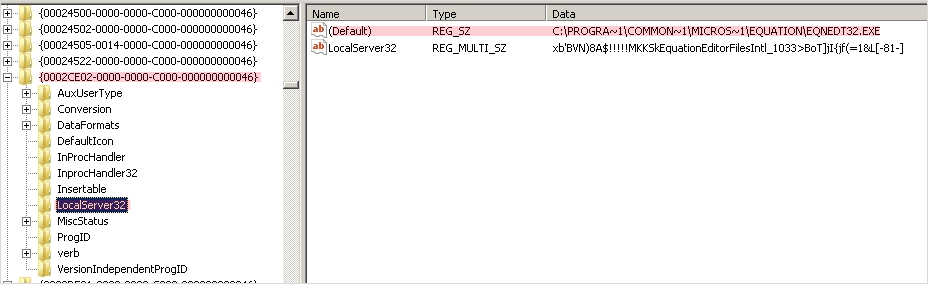 {00024500-0000-0000-C000-000000000046}
{00024502-0000-0000-C000-000000000046}
{00024505-0014-0000-C000-000000000046}
{00024522-0000-0000-C000-000000000046}
{0002CE02-0000-0000-C000-000000000046}
AuxUserType
Conversion
DataFormats
DefaultIcon
InProcHandler
InprocHandler32
Insertable
LocalServer32
MiscStatus
ProgID
verb
VersionIndependentProgID
Name Type Data
(Default) REG_SZ C:\PROGRA~1\COMMON~1\MICROS~1\EQUATION\EQNEDT32.EXE
LocalServer32 REG_MULTI_SZ xb'BVN)8A$!!!!!MKKSkEquationEditorFilesIntl_1033>BoT]jI{jf(=1&L[-81-]